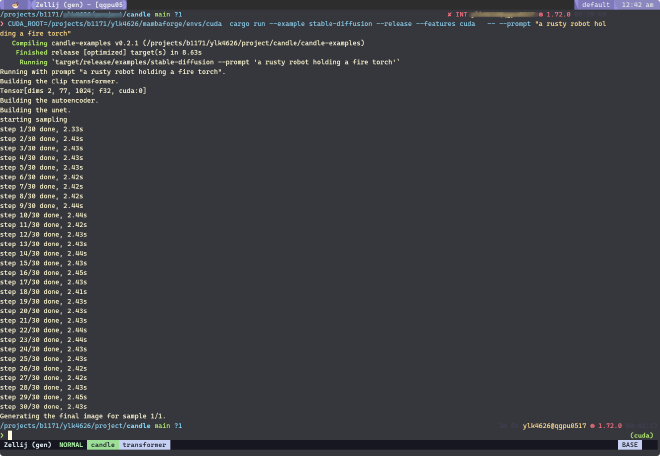 Zellij (gen) - qgpu05 default 12:42 am
/projects/b1171/ /candle main ?1 INT 1.72.0
❯ CUDA_ROOT=/projects/b1171/ylk4626/mambaforge/envs/cuda cargo run --example stable-diffusion --release --features cuda -- --prompt "a rusty robot hol
ding a fire torch"
Compiling candle-examples v0.2.1 (/projects/b1171/ylk4626/project/candle/candle-examples)
Finished release [optimized] target(s) in 8.63s
Running `target/release/examples/stable-diffusion --prompt 'a rusty robot holding a fire torch'`
Running with prompt "a rusty robot holding a fire torch".
Building the Clip transformer.
Tensor[dims 2, 77, 1024; f32, cuda:0]
Building the autoencoder.
Building the unet.
starting sampling
step 1/30 done, 2.33s
step 2/30 done, 2.43s
step 3/30 done, 2.43s
step 4/30 done, 2.43s
step 5/30 done, 2.43s
step 6/30 done, 2.42s
step 7/30 done, 2.42s
step 8/30 done, 2.42s
step 9/30 done, 2.44s
step 10/30 done, 2.44s
step 11/30 done, 2.42s
step 12/30 done, 2.43s
step 13/30 done, 2.43s
step 14/30 done, 2.44s
step 15/30 done, 2.43s
step 16/30 done, 2.45s
step 17/30 done, 2.43s
step 18/30 done, 2.41s
step 19/30 done, 2.43s
step 20/30 done, 2.43s
step 21/30 done, 2.43s
step 22/30 done, 2.44s
step 23/30 done, 2.44s
step 24/30 done, 2.43s
step 25/30 done, 2.43s
step 26/30 done, 2.42s
step 27/30 done, 2.42s
step 28/30 done, 2.43s
step 29/30 done, 2.45s
step 30/30 done, 2.43s
Generating the final image for sample 1/1.
/projects/b1171/ylk4626/project/candle main ?1 ylk4626@qgpu0517 1.72.0
❯ (cuda)
Zellij (gen) NORMAL candle transformer BASE